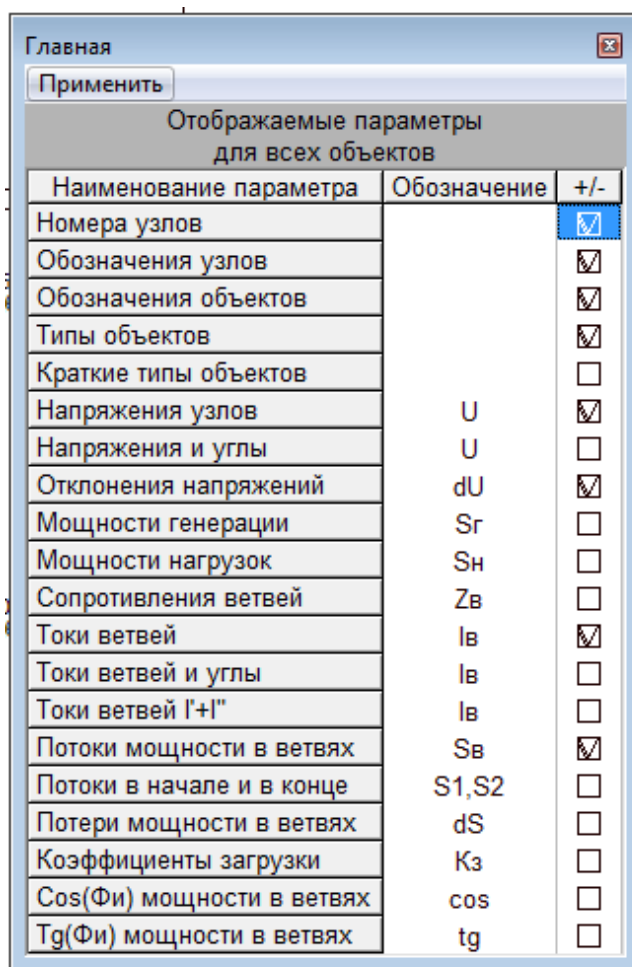 Главная
Применить
Отображаемые параметры
для всех объектов
Наименование параметра Обозначение +/-
Номера узлов
Обозначения узлов
Обозначения объектов
Типы объектов
Краткие типы объектов
Напряжения узлов U
Напряжения и углы U
Отклонения напряжений dU
Мощности генерации Sг
Мощности нагрузок Sн
Сопротивления ветвей Zв
Токи ветвей Iв
Токи ветвей и углы Iв
Токи ветвей I'+I" Iв
Потоки мощности в ветвях Sв
Потоки в начале и в конце S1,S2
Потери мощности в ветвях dS
Коэффициенты загрузки Kз
Cos(Фи) мощности в ветвях cos
Tg(Фи) мощности в ветвях tg